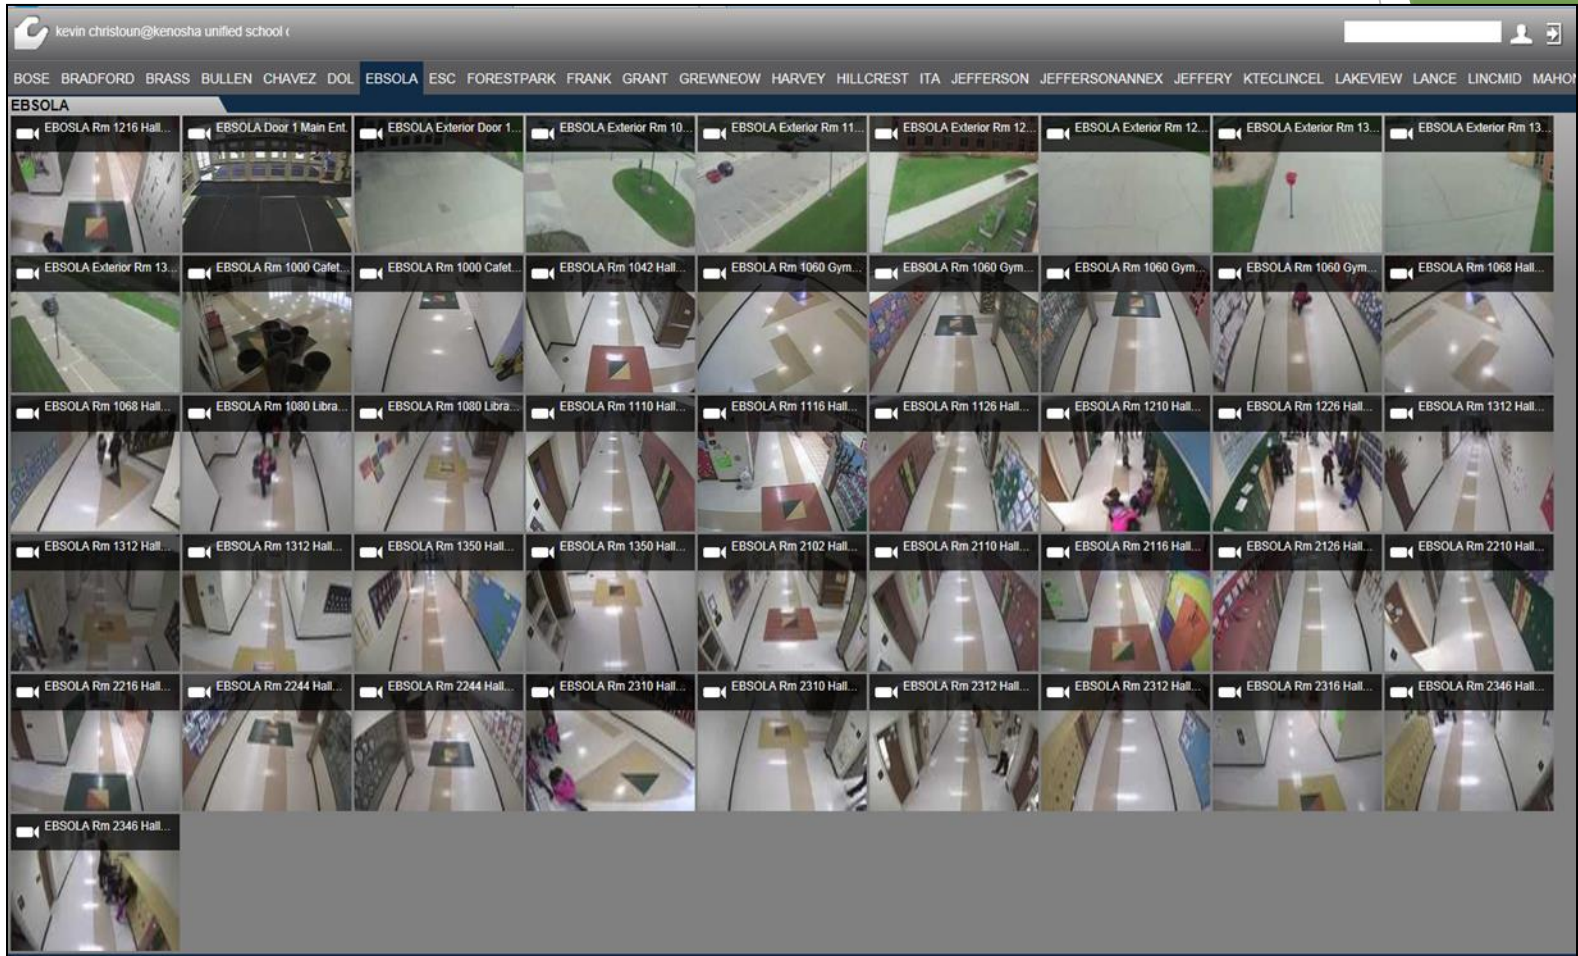 kevin christoun@kenosha unified school (
BOSE BRADFORD BRASS BULLEN CHAVEZ DOL EBSOLA ESC FORESTPARK FRANK GRANT GREWNEOW HARVEY HILLCREST ITA JEFFERSON JEFFERSONANNEX JEFFERY KTECLINCEL LAKEVIEW LANCE LINCMID MAHON
EBSOLA
EBOSLA Rm 1216 Hall... EBSOLA Door 1 Main Ent. EBSOLA Exterior Door 1... EBSOLA Exterior Rm 10... EBSOLA Exterior Rm 11... EBSOLA Exterior Rm 12... EBSOLA Exterior Rm 12... EBSOLA Exterior Rm 13... EBSOLA Exterior Rm 13...
EBSOLA Exterior Rm 13... EBSOLA Rm 1000 Cafet... EBSOLA Rm 1000 Cafet... EBSOLA Rm 1042 Hall... EBSOLA Rm 1060 Gym... EBSOLA Rm 1060 Gym... EBSOLA Rm 1060 Gym... EBSOLA Rm 1060 Gym... EBSOLA Rm 1068 Hall...
EBSOLA Rm 1068 Hall... EBSOLA Rm 1080 Libra... EBSOLA Rm 1080 Libra... EBSOLA Rm 1110 Hall... EBSOLA Rm 1116 Hall... EBSOLA Rm 1126 Hall... EBSOLA Rm 1210 Hall... EBSOLA Rm 1226 Hall... EBSOLA Rm 1312 Hall...
EBSOLA Rm 1312 Hall... EBSOLA Rm 1312 Hall... EBSOLA Rm 1350 Hall... EBSOLA Rm 1350 Hall... EBSOLA Rm 2102 Hall... EBSOLA Rm 2110 Hall... EBSOLA Rm 2116 Hall... EBSOLA Rm 2126 Hall... EBSOLA Rm 2210 Hall...
EBSOLA Rm 2216 Hall... EBSOLA Rm 2244 Hall... EBSOLA Rm 2244 Hall... EBSOLA Rm 2310 Hall... EBSOLA Rm 2310 Hall... EBSOLA Rm 2312 Hall... EBSOLA Rm 2312 Hall... EBSOLA Rm 2316 Hall... EBSOLA Rm 2346 Hall...
EBSOLA Rm 2346 Hall...